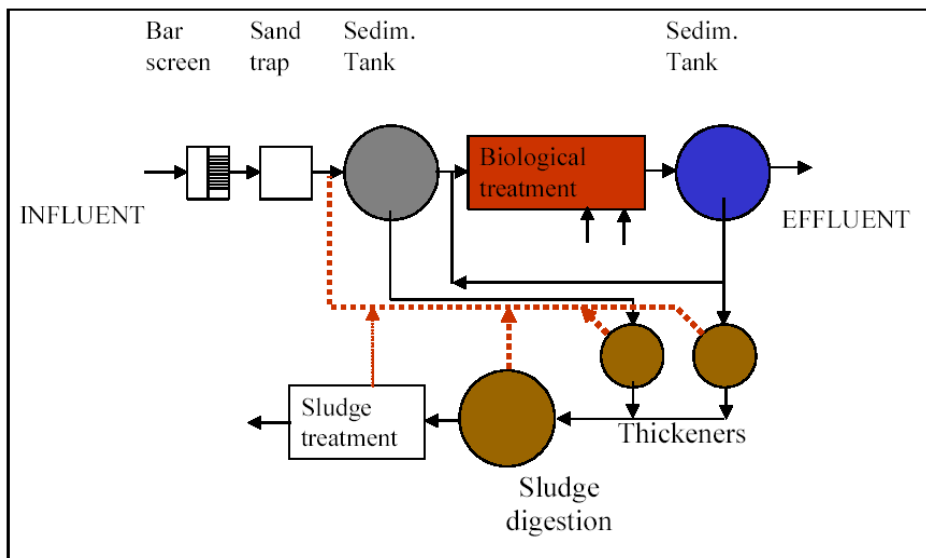 Bar
screen
Sand
trap
Sedim.
Tank
Sedim.
Tank
Biological
treatment
INFLUENT
EFFLUENT
Sludge
treatment
Thickeners
Sludge
digestion